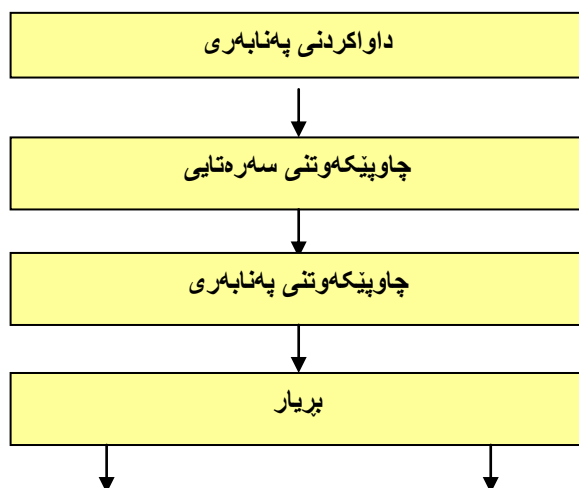 داواکردنی پەنابەری
چاوپێکەوتنی سەرەتایی
چاوپێکەوتنی پەنابەری
بڕیار